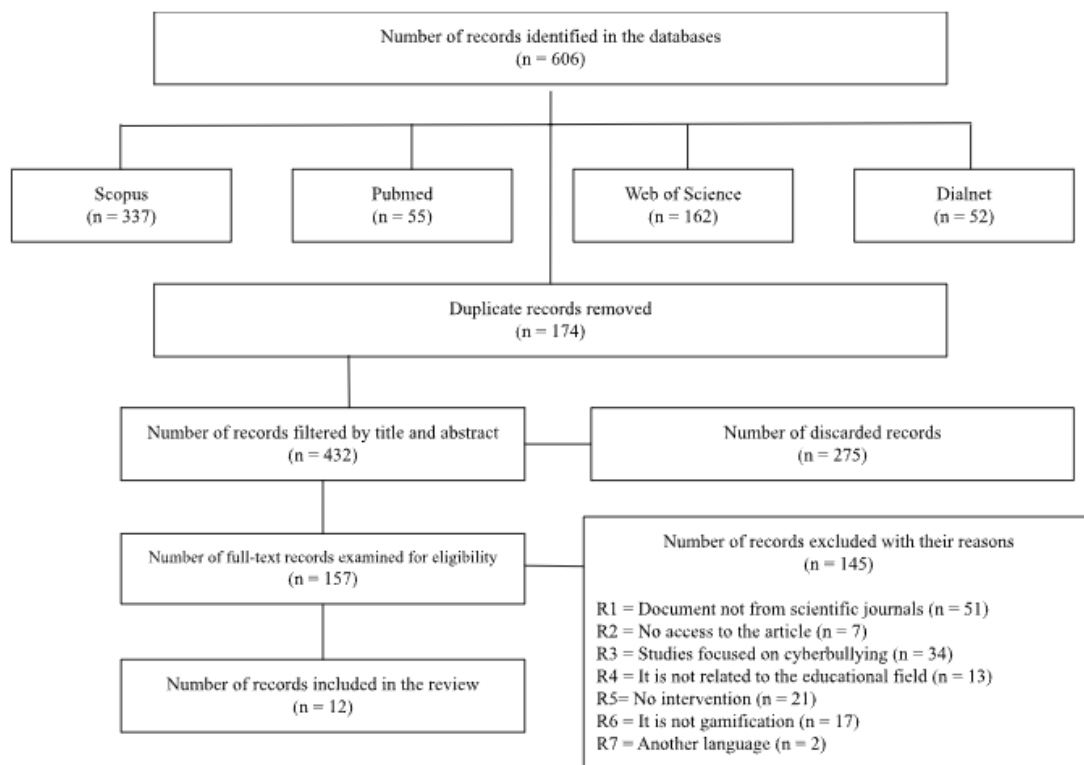 Number of records identified in the databases
(n = 606)
Scopus
(n = 337)
Pubmed
(n = 55)
Web of Science
(n = 162)
Dialnet
(n = 52)
Duplicate records removed
(n = 174)
Number of records filtered by title and abstract
(n = 432)
Number of discarded records
(n = 275)
Number of full-text records examined for eligibility
(n = 157)
Number of records excluded with their reasons
(n = 145)
R1 = Document not from scientific journals (n = 51)
R2 = No access to the article (n = 7)
R3 = Studies focused on cyberbullying (n = 34)
R4 = It is not related to the educational field (n = 13)
R5= No intervention (n = 21)
R6 = It is not gamification (n = 17)
R7 = Another language (n = 2)
Number of records included in the review
(n = 12)